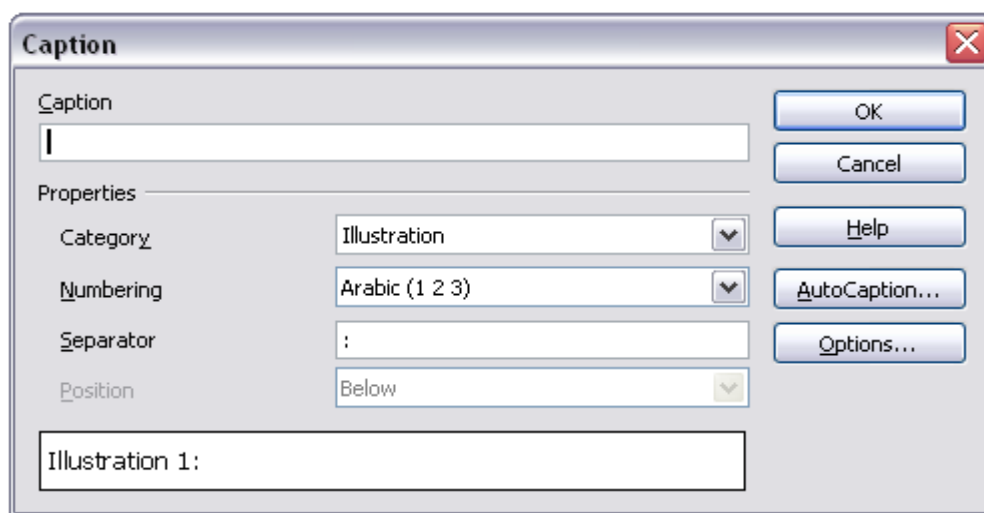 Caption
Caption
OK
Cancel
Properties
Category
Illustration
Help
Numbering
Arabic (1 2 3)
AutoCaption...
Separator
:
Options...
Position
Below
Illustration 1: